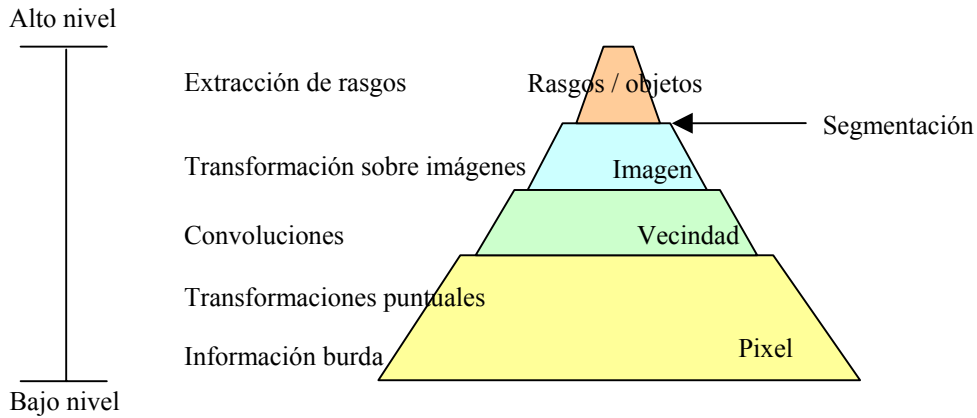 Alto nivel
Extracción de rasgos
Rasgos / objetos
Segmentación
Transformación sobre imágenes
Imagen
Convoluciones
Vecindad
Transformaciones puntuales
Información burda
Pixel
Bajo nivel